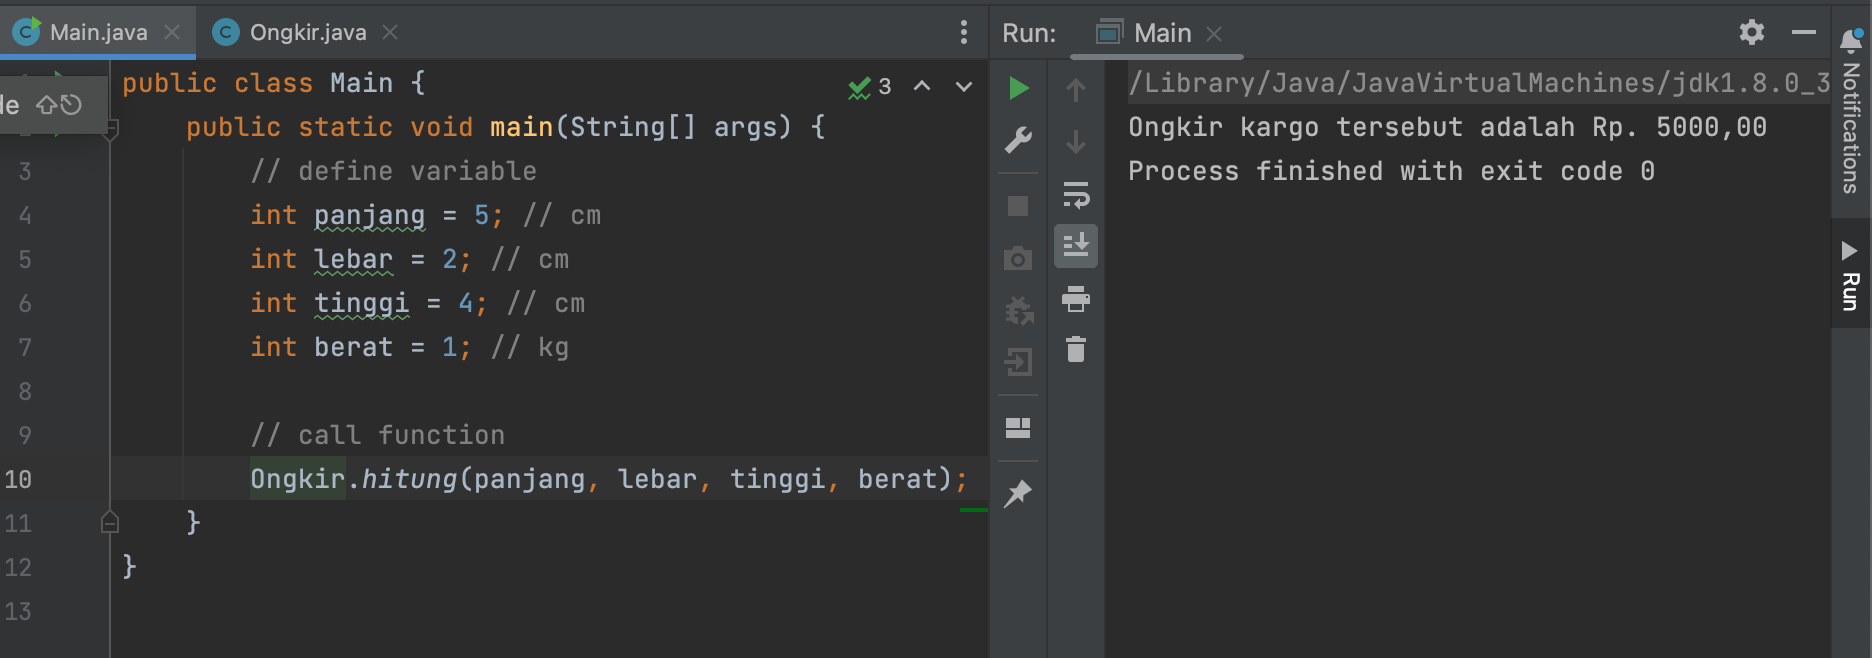 Main.java
Ongkir.java
Run:
Main
de
3
public class Main {
public static void main(String[] args) {
3 // define variable
4 int panjang = 5; // cm
5 int lebar = 2; // cm
6 int tinggi = 4; // cm
7 int berat = 1; // kg
8
9 // call function
10 Ongkir.hitung(panjang, lebar, tinggi, berat);
11 }
12 }
13
/Library/Java/JavaVirtualMachines/jdk1.8.0_3
Ongkir kargo tersebut adalah Rp. 5000,00
Process finished with exit code 0
Notifications
Run